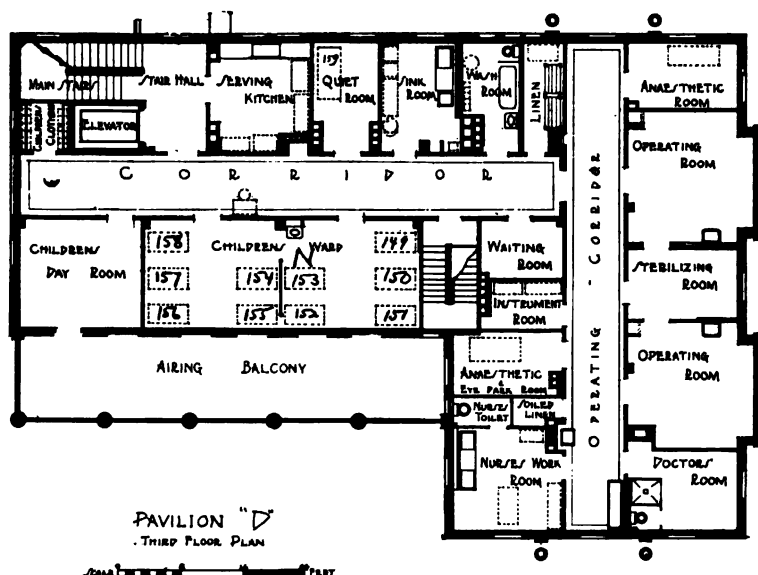 MAIN STAIRS
STAIR HALL
SERVING
KITCHEN
159
QUIET
ROOM
SINK
ROOM
WASH
ROOM
LINEN
ANAESTHETIC
ROOM
CHILDRENS
CLOTHES
ELEVATOR
OPERATING
ROOM
CORRIDOR
OPERATING - CORRIDOR
CHILDRENS
DAY ROOM
158
157
156
CHILDRENS WARD
N
154
153
155
152
149
150
151
WAITING
ROOM
STERILIZING
ROOM
INSTRUMENT
ROOM
OPERATING
ROOM
AIRING BALCONY
ANAESTHETIC
&
EYE PARK ROOM
NURSES
TOILET
SOILED
LINEN
NURSES WORK
ROOM
DOCTORS'
ROOM
PAVILION "D"
. THIRD FLOOR PLAN
SCALE FEET